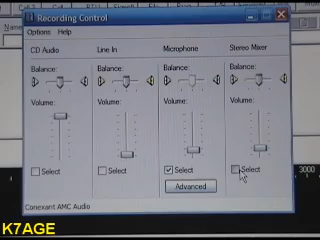 Recording Control
Options Help
CD Audio Line In Microphone Stereo Mixer
Balance: Balance: Balance: Balance:
Volume: Volume: Volume: Volume:
Select Select Select Select
Advanced
3000
Conexant AMC Audio
K7AGE